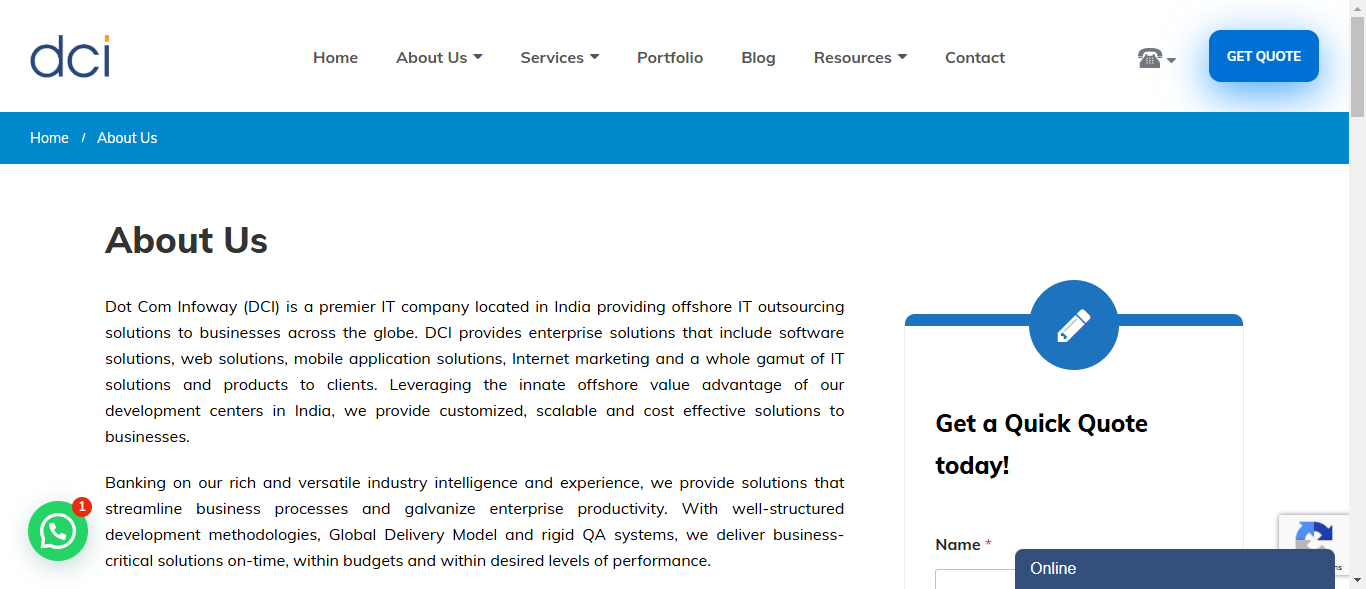 dci
Home
About Us
Services
Portfolio
Blog
Resources
Contact
GET QUOTE
Home / About Us
About Us
Dot Com Infoway (DCI) is a premier IT company located in India providing offshore IT outsourcing
solutions to businesses across the globe. DCI provides enterprise solutions that include software
solutions, web solutions, mobile application solutions, Internet marketing and a whole gamut of IT
solutions and products to clients. Leveraging the innate offshore value advantage of our
development centers in India, we provide customized, scalable and cost effective solutions to
businesses.
Banking on our rich and versatile industry intelligence and experience, we provide solutions that
streamline business processes and galvanize enterprise productivity. With well-structured
development methodologies, Global Delivery Model and rigid QA systems, we deliver business-
critical solutions on-time, within budgets and within desired levels of performance.
1
Get a Quick Quote
today!
Name *
Online